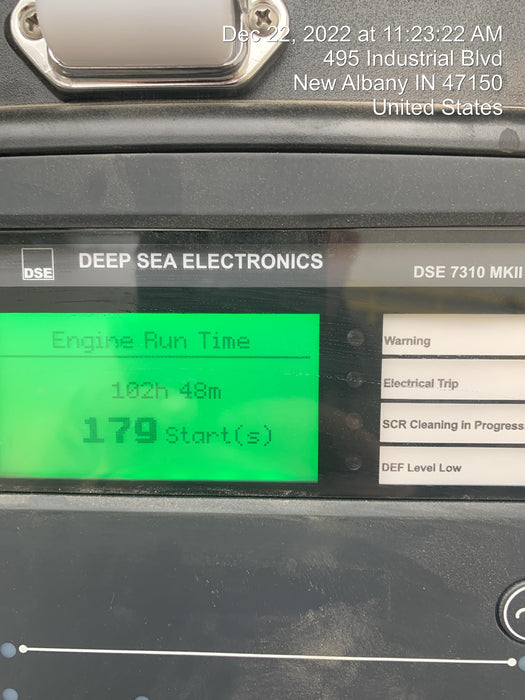 Dec 22, 2022 at 11:23:22 AM
495 Industrial Blvd
New Albany IN 47150
United States
DSE
DEEP SEA ELECTRONICS
DSE 7310 MKII
Engine Run Time
102h 48m
179 Start(s)
Warning
Electrical Trip
SCR Cleaning in Progress
DEF Level Low